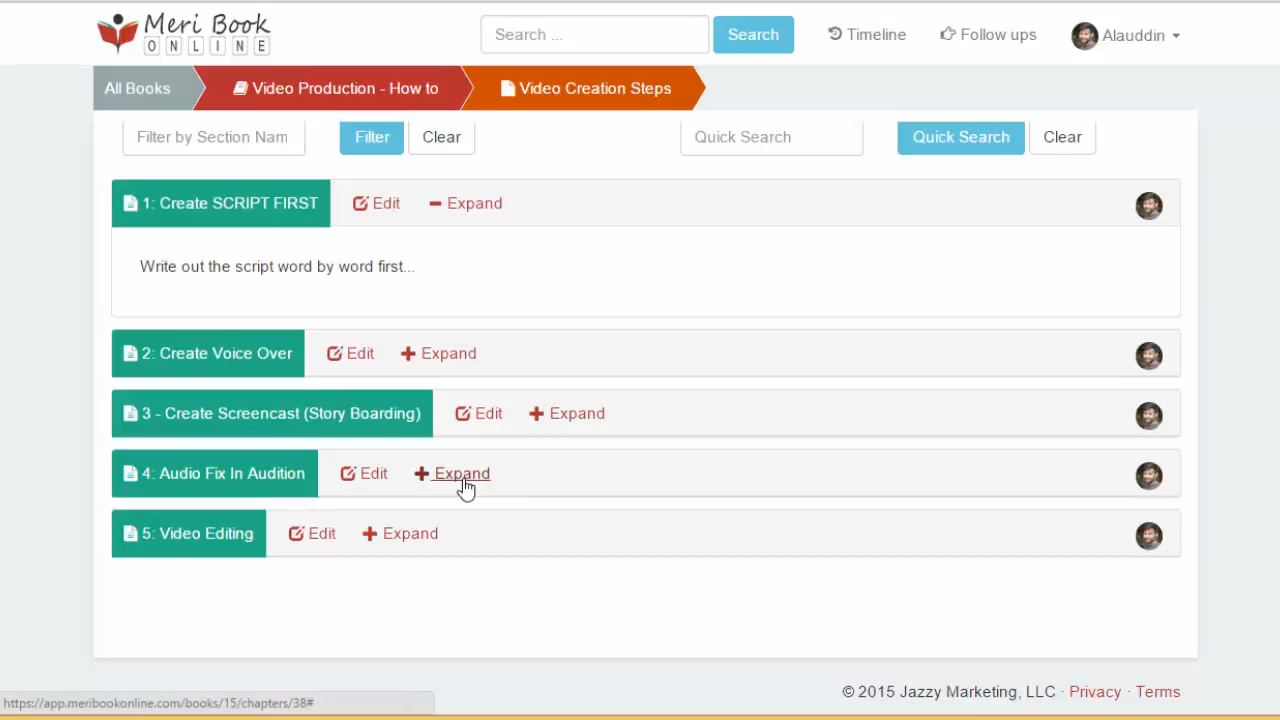 Meri Book
ONLINE
Search ...
Search
Timeline
Follow ups
Alauddin
All Books
Video Production - How to
Video Creation Steps
Filter by Section Nam
Filter
Clear
Quick Search
Quick Search
Clear
1: Create SCRIPT FIRST
Edit
Expand
Write out the script word by word first...
2: Create Voice Over
Edit
Expand
3 - Create Screencast (Story Boarding)
Edit
Expand
4: Audio Fix In Audition
Edit
Expand
5: Video Editing
Edit
Expand
© 2015 Jazzy Marketing, LLC · Privacy · Terms
https://app.meribookonline.com/books/15/chapters/38#